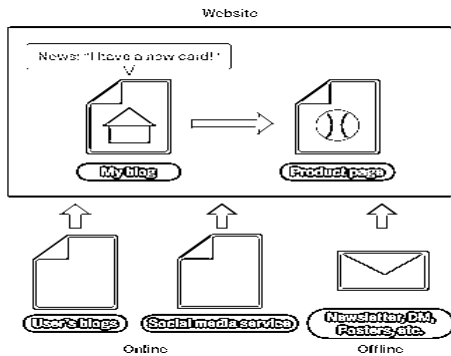 Website
News: "I have a new card!"
My blog
Product page
User's blogs
Social media service
Newsletter, DM,
Posters, etc.
Online
Offline